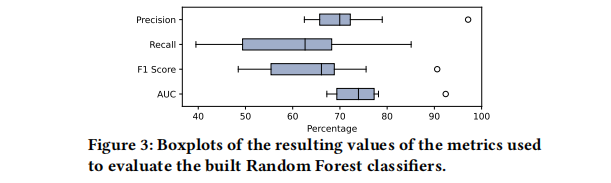 Precision
Recall
F1 Score
AUC
40 50 60 70 80 90 100
Percentage
Figure 3: Boxplots of the resulting values of the metrics used
to evaluate the built Random Forest classifiers.